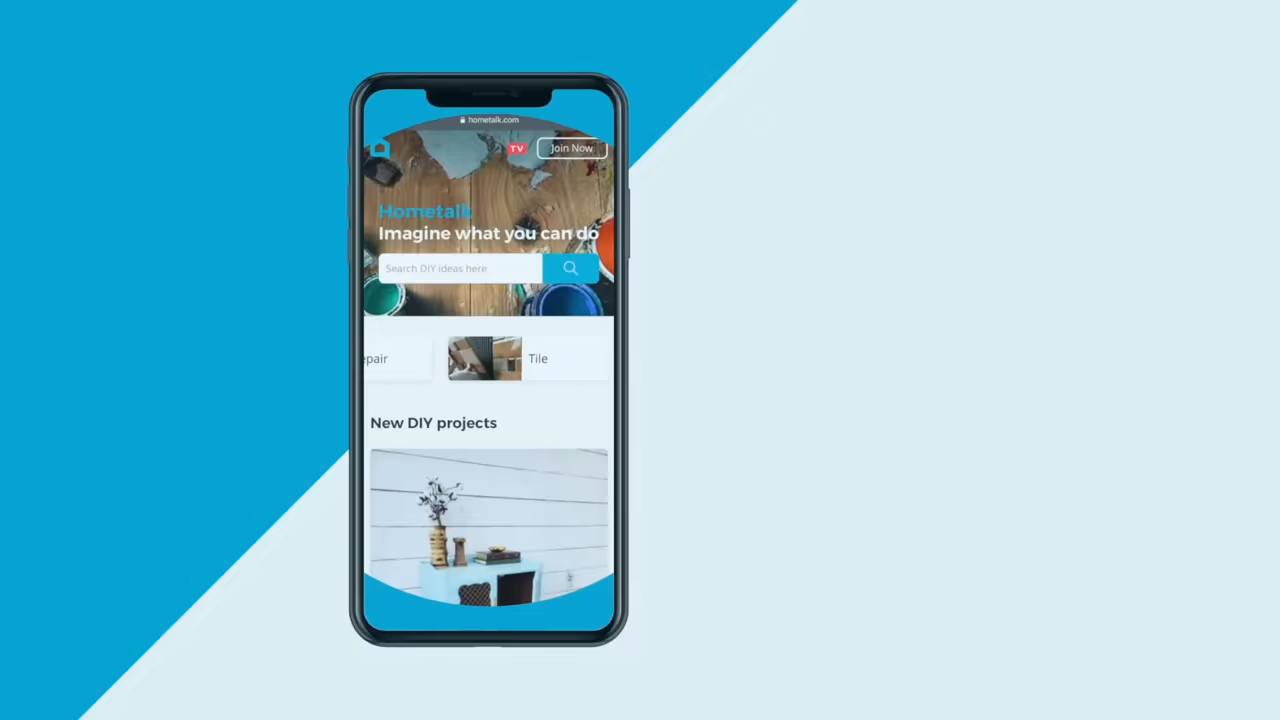 hometalk.com
TV
Join Now
Hometalk
Imagine what you can do
Search DIY ideas here
epair
Tile
New DIY projects